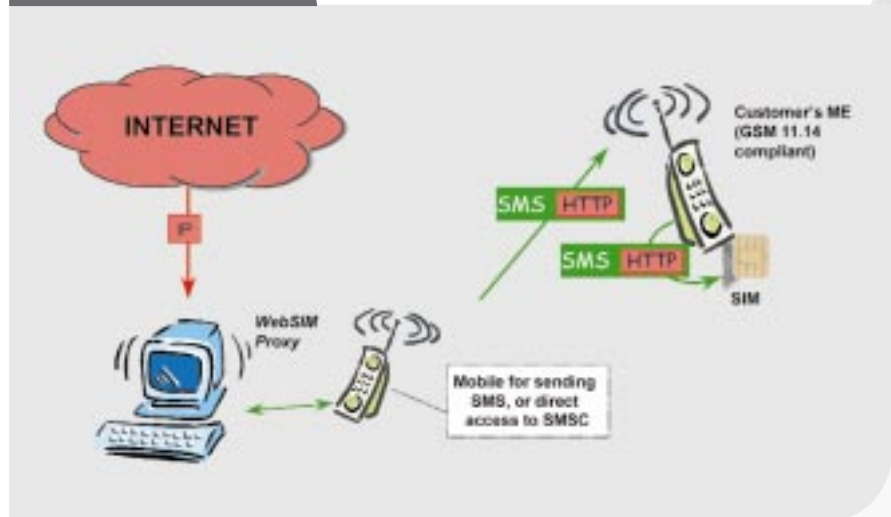 INTERNET
IP
WebSIM
Proxy
Mobile for sending
SMS, or direct
access to SMSC
SMS HTTP
SMS HTTP
Customer's ME
(GSM 11.14
compliant)
SIM